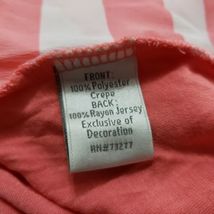 FRONT:
100% Polyester
Crepe
BACK:
100% Rayon Jersey
Exclusive of
Decoration
RN#73277